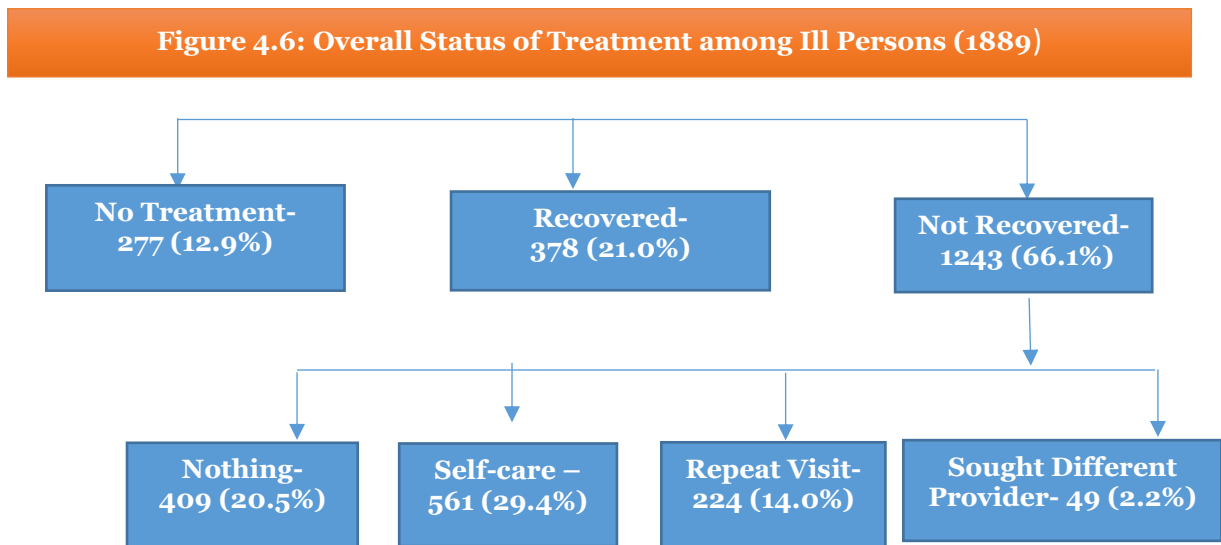 Figure 4.6: Overall Status of Treatment among Ill Persons (1889)
No Treatment-
277 (12.9%)
Recovered-
378 (21.0%)
Not Recovered-
1243 (66.1%)
Nothing-
409 (20.5%)
Self-care –
561 (29.4%)
Repeat Visit-
224 (14.0%)
Sought Different
Provider- 49 (2.2%)